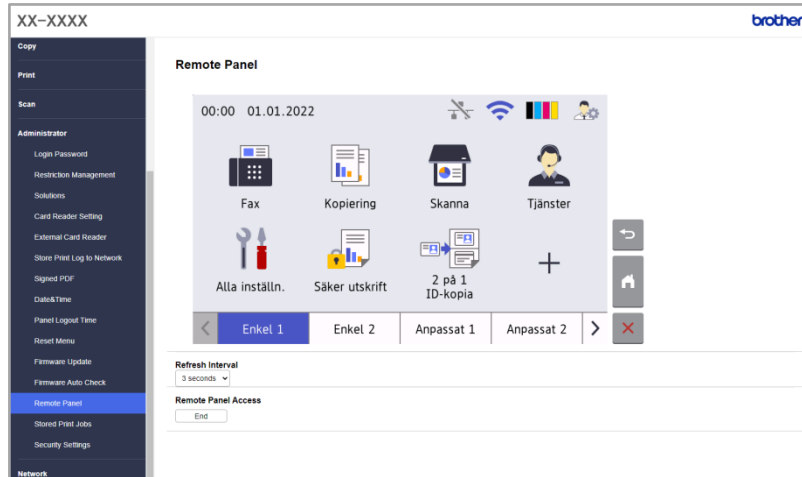 XX-XXXX
brother
Copy
Print
Scan
Administrator
Login Password
Restriction Management
Solutions
Card Reader Setting
External Card Reader
Store Print Log to Network
Signed PDF
Date&Time
Panel Logout Time
Reset Menu
Firmware Update
Firmware Auto Check
Remote Panel
Stored Print Jobs
Security Settings
Network
Remote Panel
00:00 01.01.2022
Fax Kopiering Skanna Tjänster
Alla inställn. Säker utskrift 2 på 1
ID-kopia
Enkel 1 Enkel 2 Anpassat 1 Anpassat 2
Refresh Interval
3 seconds
Remote Panel Access
End